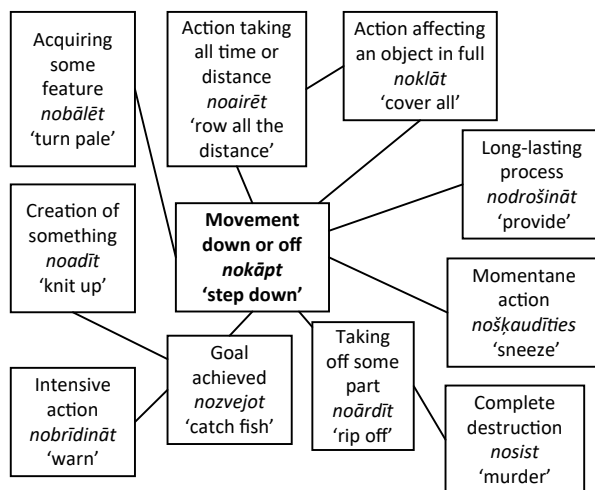 Acquiring
some
feature
nobālēt
‘turn pale’
Action taking
all time or
distance
noairēt
‘row all the
distance’
Action affecting
an object in full
noklāt
‘cover all’
Long-lasting
process
nodrošināt
‘provide’
Creation of
something
noadīt
‘knit up’
Movement
down or off
nokāpt
‘step down’
Momentane
action
nošķaudīties
‘sneeze’
Intensive
action
nobrīdināt
‘warn’
Goal
achieved
nozvejot
‘catch fish’
Taking
off some
part
noārdīt
‘rip off’
Complete
destruction
nosist
‘murder’